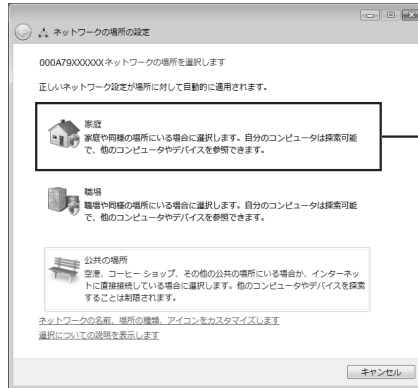 ネットワークの場所の設定
000A79XXXXXXネットワークの場所を選択します
正しいネットワーク設定が場所に対して自動的に適用されます。
家庭
家庭や同様の場所にいる場合に選択します。自分のコンピュータは探索可能
で、他のコンピュータやデバイスを参照できます。
職場
職場や同様の場所にいる場合に選択します。自分のコンピュータは探索可能
で、他のコンピュータやデバイスを参照できます。
公共の場所
空港、コーヒー ショップ、その他の公共の場所にいる場合か、インターネッ
トに直接接続している場合に選択します。他のコンピュータやデバイスを探索
することは制限されます。
ネットワークの名前、場所の種類、アイコンをカスタマイズします
選択についての説明を表示します
キャンセル